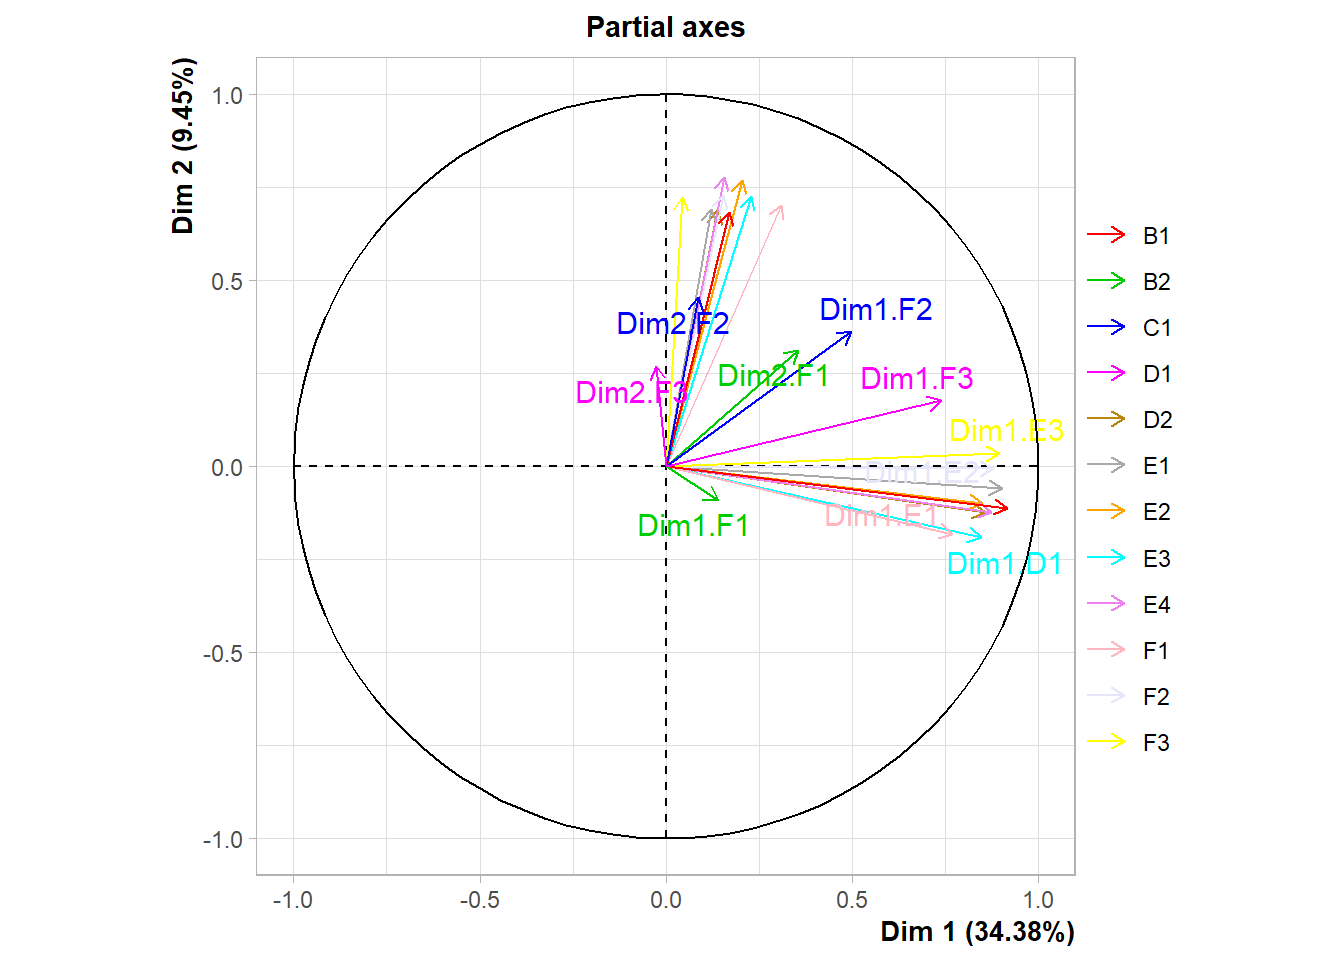 Partial axes
Dim 2 (9.45%)
1.0
0.5
0.0
-0.5
-1.0
Dim1.F2
Dim2.F2
Dim2.F1
Dim1.F3
Dim2.F3
Dim1.E3
Dim1.E2
Dim1.E1
Dim1.F1
Dim1.D1
B1
B2
C1
D1
D2
E1
E2
E3
E4
F1
F2
F3
-1.0 -0.5 0.0 0.5 1.0
Dim 1 (34.38%)